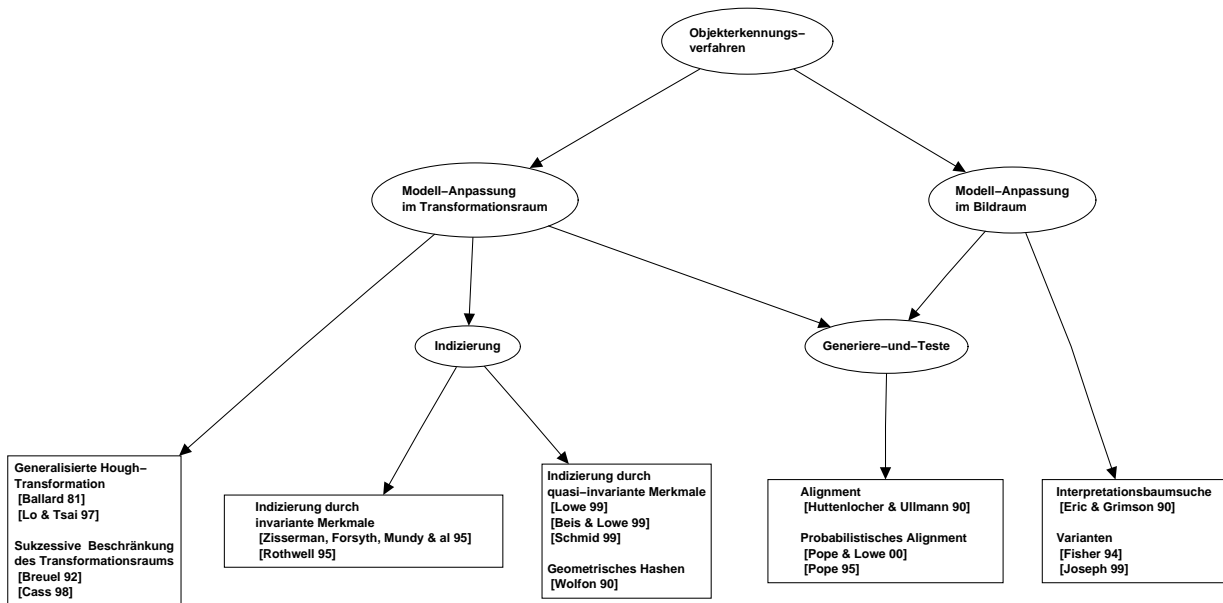 Objekterkennungs–
verfahren
Modell–Anpassung
im Transformationsraum
Modell–Anpassung
im Bildraum
Indizierung
Generiere–und–Teste
Generalisierte Hough–
Transformation
[Ballard 81]
[Lo & Tsai 97]
Sukzessive Beschränkung
des Transformationsraums
[Breuel 92]
[Cass 98]
Indizierung durch
invariante Merkmale
[Zisserman, Forsyth, Mundy & al 95]
[Rothwell 95]
Indizierung durch
quasi–invariante Merkmale
[Lowe 99]
[Beis & Lowe 99]
[Schmid 99]
Geometrisches Hashen
[Wolfon 90]
Alignment
[Huttenlocher & Ullmann 90]
Probabilistisches Alignment
[Pope & Lowe 00]
[Pope 95]
Interpretationsbaumsuche
[Eric & Grimson 90]
Varianten
[Fisher 94]
[Joseph 99]